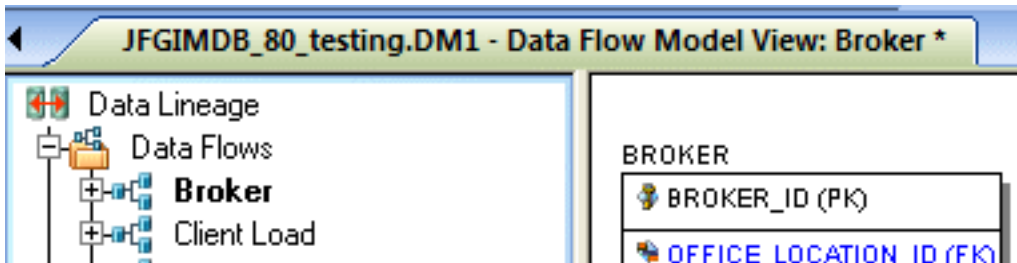 JFGIMDB_80_testing.DM1 - Data Flow Model View: Broker *
Data Lineage
Data Flows
Broker
Client Load
BROKER
BROKER_ID (PK)
OFFICE_LOCATION_ID (FK)